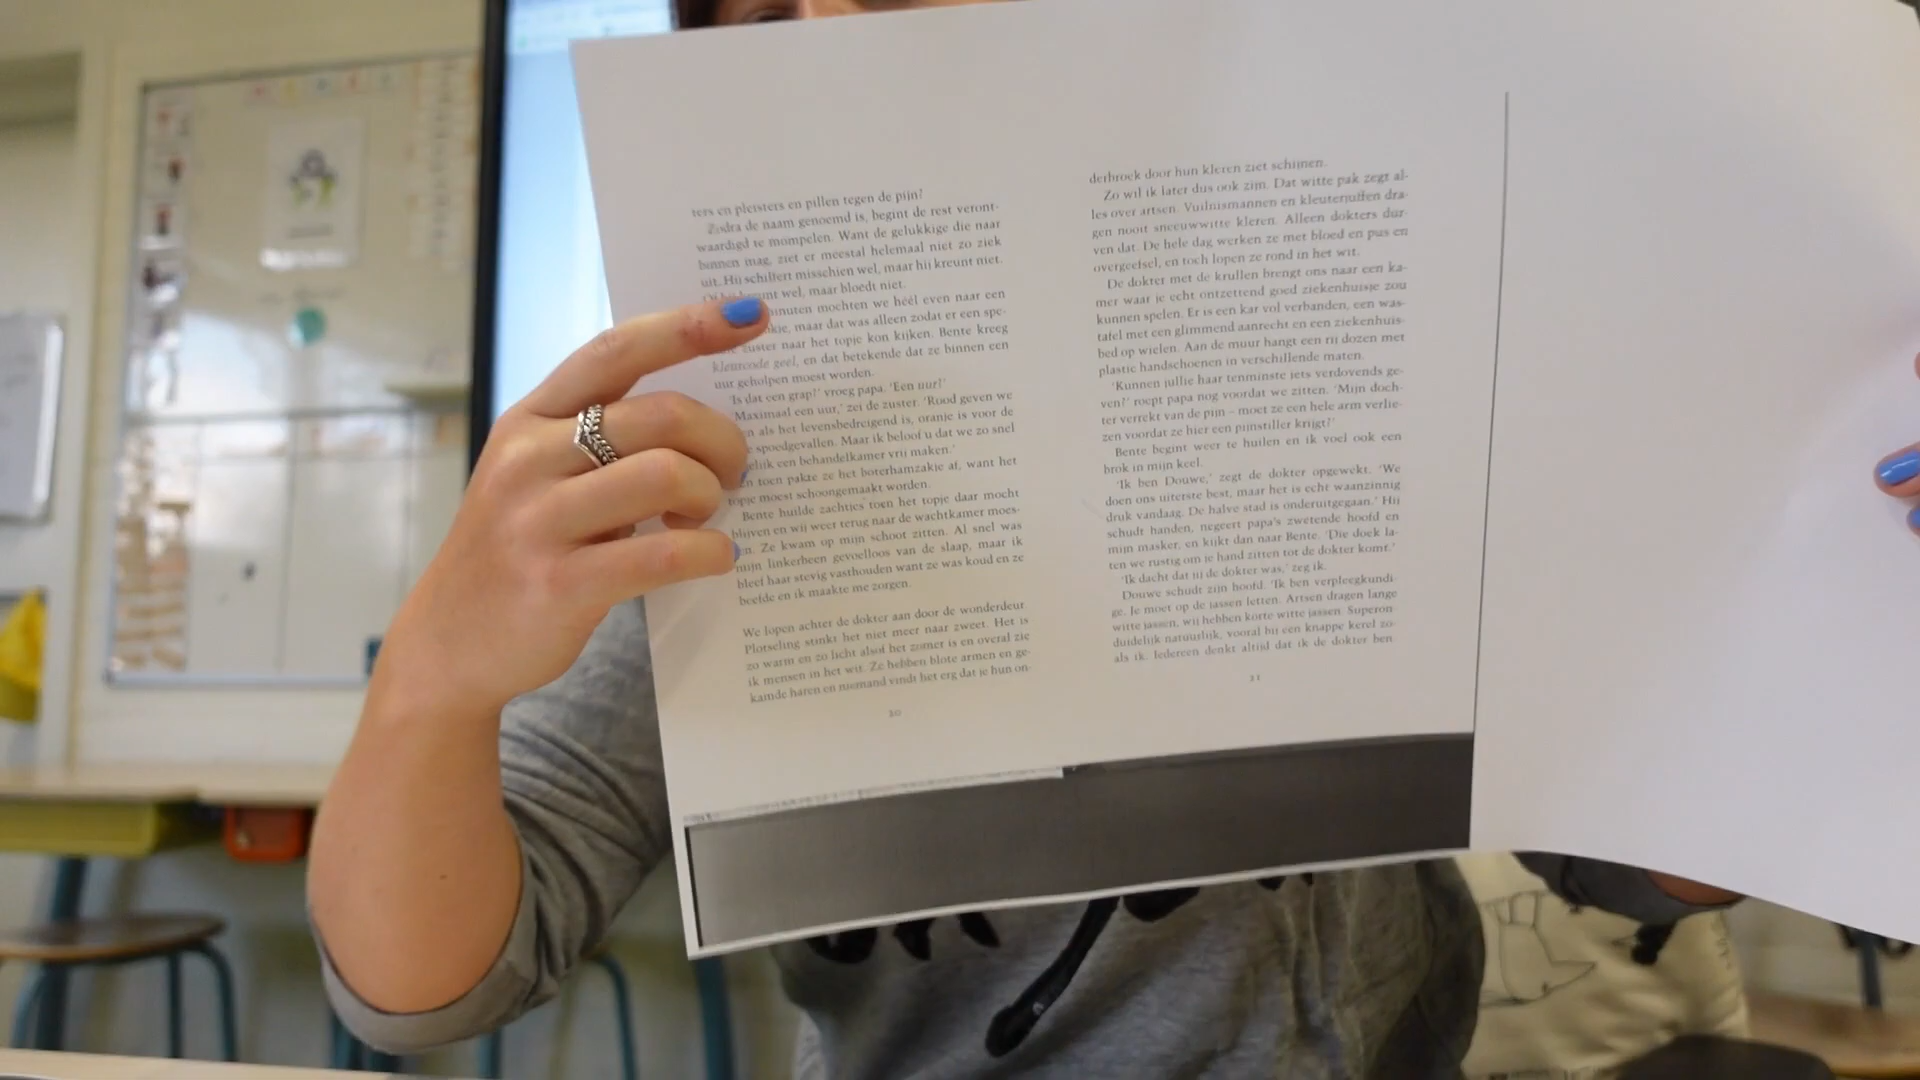 ters en pleisters en pillen tegen de pijn!
Zodra de naam genoemd is, begint de rest veront-
waardigd te mompelen. Want de gelukkige die naar
binnen mag, ziet er meestal helemaal niet zo ziek
uit. Hij schilfert misschien wel, maar hij kreunt niet.
wel, maar bloedt niet.
minuten mochten we héél even naar een
maar dat was alleen zodat er een spe-
zuster naar het topje kon kijken. Bente kreeg
kleurcode geel, en dat betekende dat ze binnen een
uur geholpen moest worden.
'Is dat een grap?' vroeg papa. 'Een uur?'
'Maximaal een uur,' zei de zuster. 'Rood geven we
als het levensbedreigend is, oranje is voor de
spoedgevallen. Maar ik beloof u dat we zo snel
een behandelkamer vrij maken.'
En toen pakte ze het boterhamzakje af, want het
topje moest schoongemaakt worden.
Bente huilde zachtjes toen het topje daar mocht
blijven en wij weer terug naar de wachtkamer moes-
ten. Ze kwam op mijn schoot zitten. Al snel was
mijn linkerbeen gevoelloos van de slaap, maar ik
bleef haar stevig vasthouden want ze was koud en ze
beefde en ik maakte me zorgen.
We lopen achter de dokter aan door de wonderdeur
Plotseling stinkt het niet meer naar zweet. Het is
zo warm en zo licht alsof het zomer is en overal zie
ik mensen in het wit. Ze hebben blote armen en ge-
kamde haren en niemand vindt het erg dat je hun on-
10
derbroek door hun kleren ziet schijnen.
Zo wil ik later dus ook zijn. Dat witte pak zegt al-
les over artsen. Vuilnismannen en kleuterjuffen dra-
gen nooit sneeuwwitte kleren. Alleen dokters dur-
ven dat. De hele dag werken ze met bloed en pus en
overgeefsel, en toch lopen ze rond in het wit.
De dokter met de krullen brengt ons naar een ka-
mer waar je echt ontzettend goed ziekenhuisje zou
kunnen spelen. Er is een kar vol verbanden, een was-
tafel met een glimmend aanrecht en een ziekenhuis-
bed op wielen. Aan de muur hangt een rij dozen met
plastic handschoenen in verschillende maten.
'Kunnen jullie haar tenminste iets verdovends ge-
ven?' roept papa nog voordat we zitten. 'Mijn doch-
ter verrekt van de pijn – moet ze een hele arm verlie-
zen voordat ze hier een pijnstiller krijgt?'
Bente begint weer te huilen en ik voel ook een
brok in mijn keel.
'Ik ben Douwe,' zegt de dokter opgewekt. 'We
doen ons uiterste best, maar het is echt waanzinnig
druk vandaag. De halve stad is onderuitgegaan.' Hij
schudt handen, negeert papa's zwetende hoofd en
mijn masker, en kijkt dan naar Bente. 'Die doek la-
ten we rustig om je hand zitten tot de dokter komt.'
'Ik dacht dat jij de dokter was,' zeg ik.
Douwe schudt zijn hoofd. 'Ik ben verpleegkundi-
ge. Je moet op de jassen letten. Artsen dragen lange
witte jassen, wij hebben korte witte jassen. Superon-
duidelijk natuurlijk, vooral bij een knappe kerel zo-
als ik. Iedereen denkt altijd dat ik de dokter ben
11